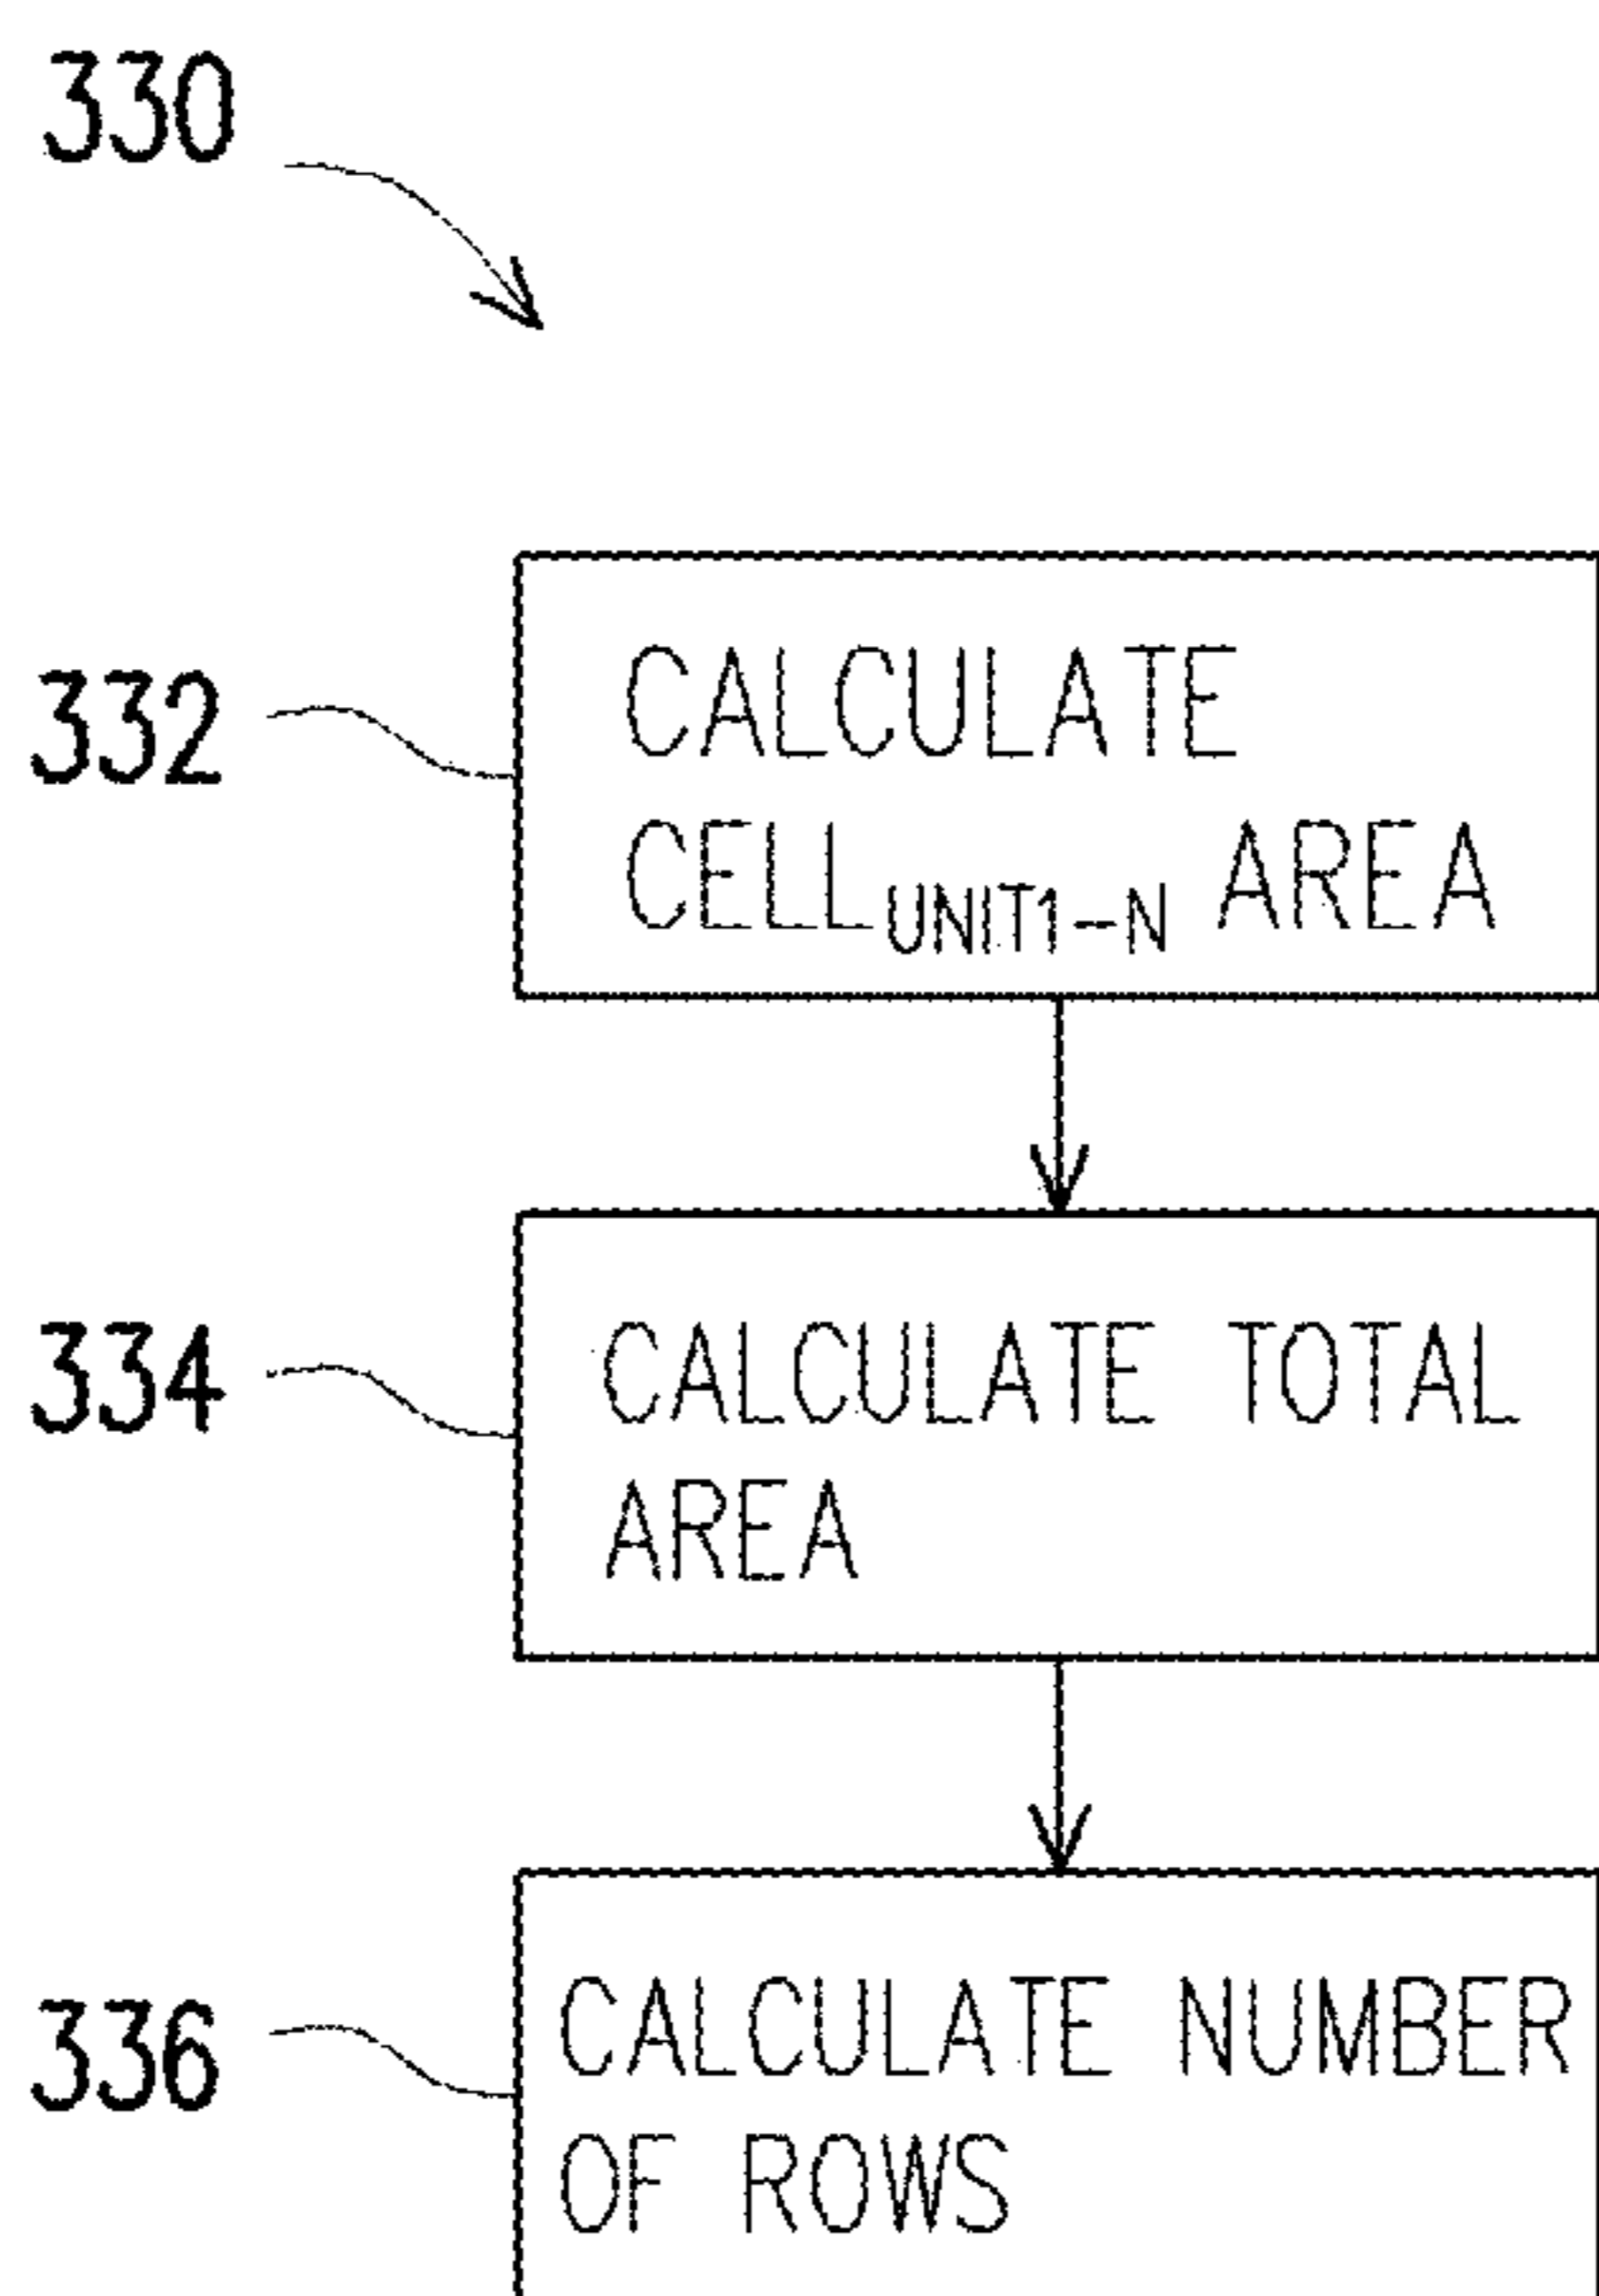 330
332
CALCULATE
CELLUNIT1-N AREA
334
CALCULATE TOTAL
AREA
336
CALCULATE NUMBER
OF ROWS